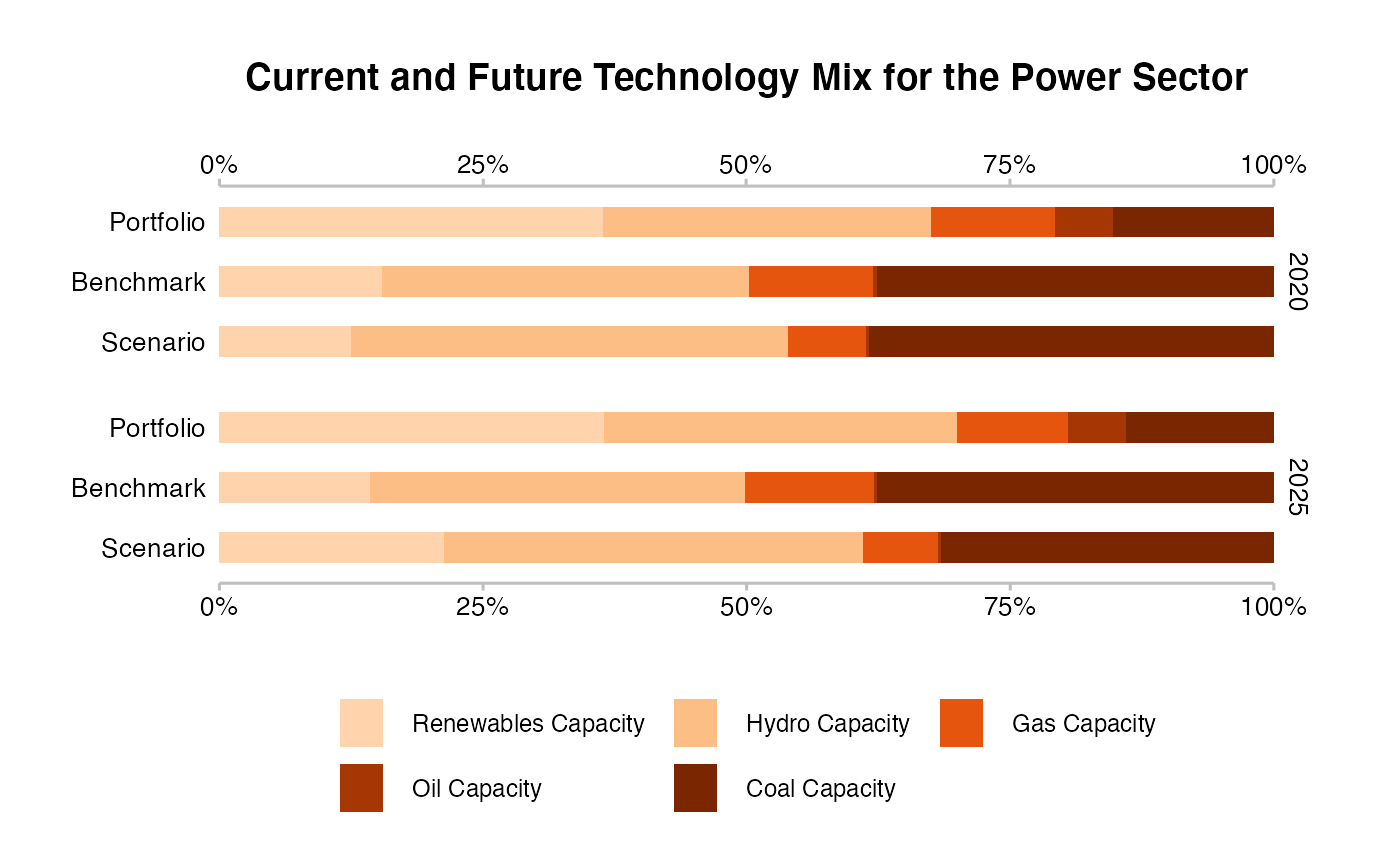 Current and Future Technology Mix for the Power Sector
0% 25% 50% 75% 100%
Portfolio
Benchmark
Scenario
2020
Portfolio
Benchmark
Scenario
2025
0% 25% 50% 75% 100%
Renewables Capacity Hydro Capacity Gas Capacity
Oil Capacity Coal Capacity